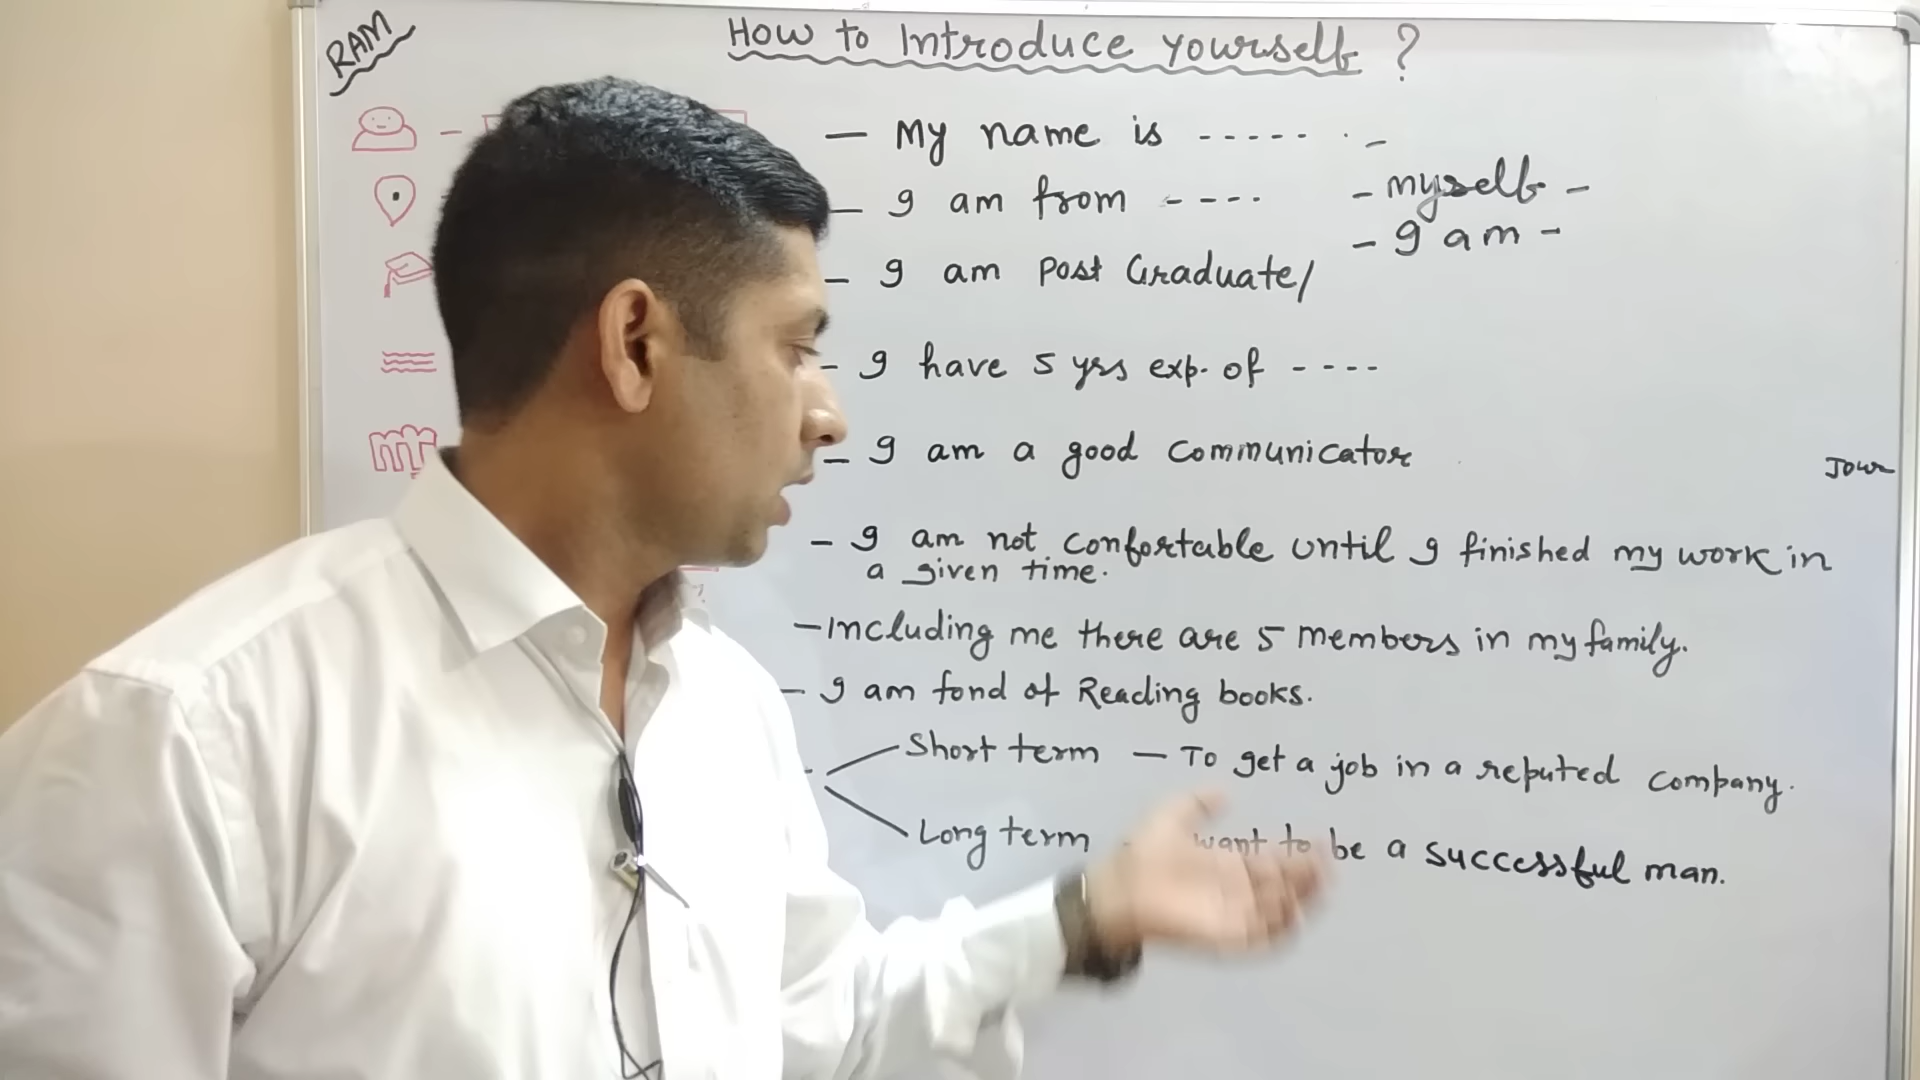 RAM
How to Introduce yourself ?
— My name is ----- . -
- myself -
— I am from ----
- I am -
- I am Post Graduate/
- I have 5 yrs exp. of ----
- I am a good communicator
Jour
- I am not confortable until I finished my work in
a given time.
- Including me there are 5 members in my family.
- I am fond of Reading books.
Short term — To get a job in a reputed company.
Long term - want to be a successful man.